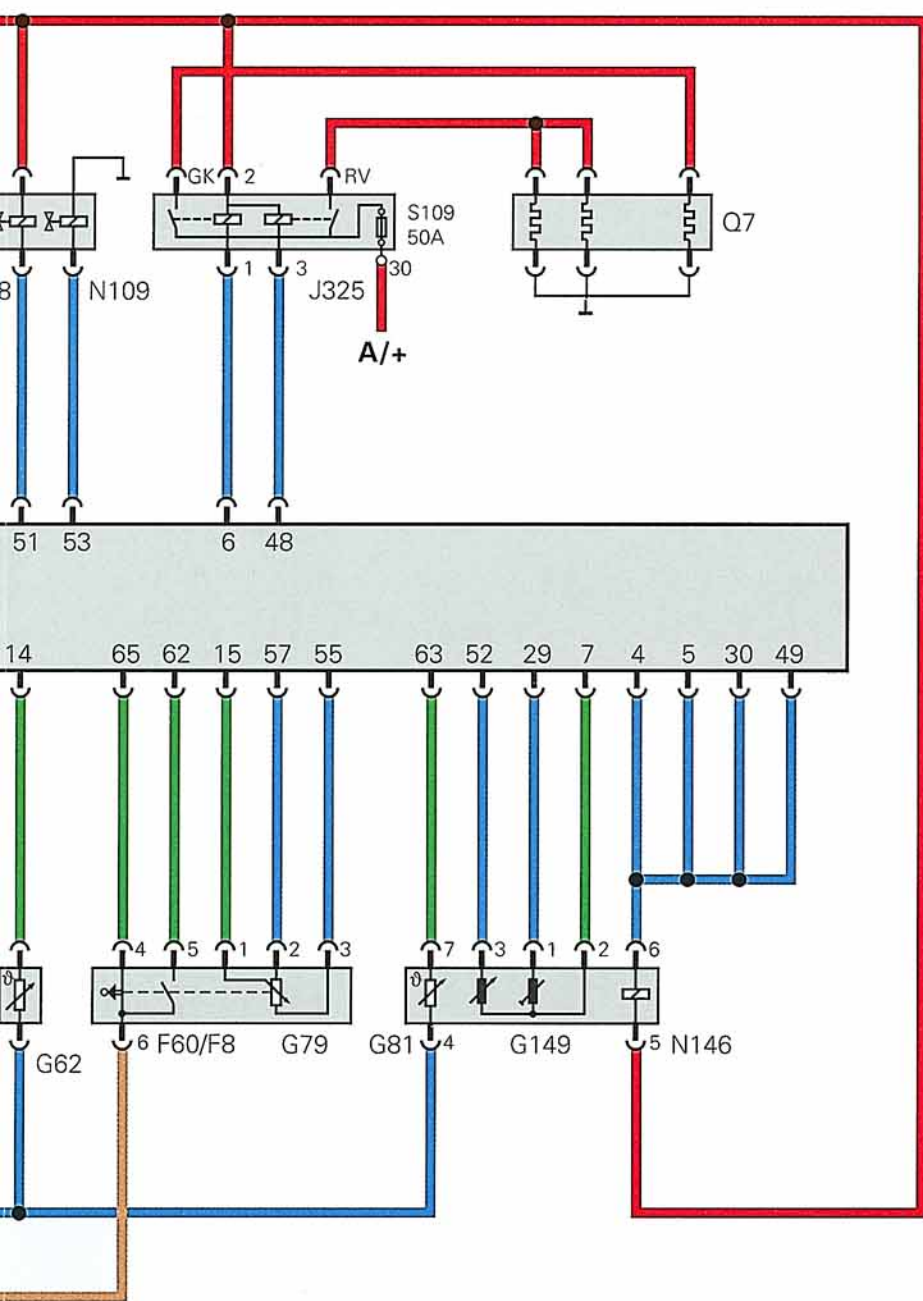 GK 2 RV
S109
50A
Q7
8 N109 1 3 J325 30
A/+
51 53 6 48
14 65 62 15 57 55 63 52 29 7 4 5 30 49
4 5 1 2 3 7 3 1 2 6
ϑ ϑ
G62 6 F60/F8 G79 G81 4 G149 5 N146